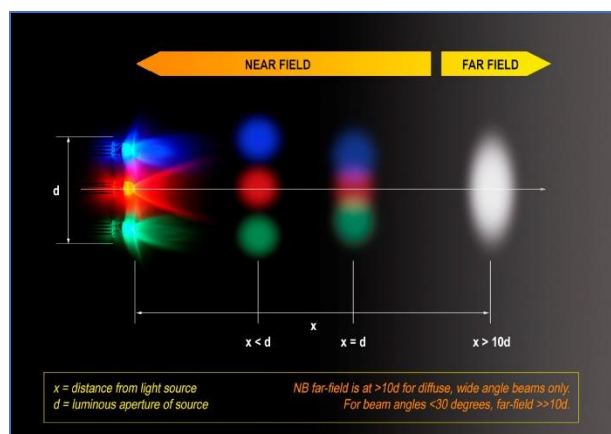 NEAR FIELD
FAR FIELD
d
x
x < d
x = d
x > 10d
x = distance from light source
d = luminous aperture of source
NB far-field is at >10d for diffuse, wide angle beams only.
For beam angles <30 degrees, far-field >>10d.